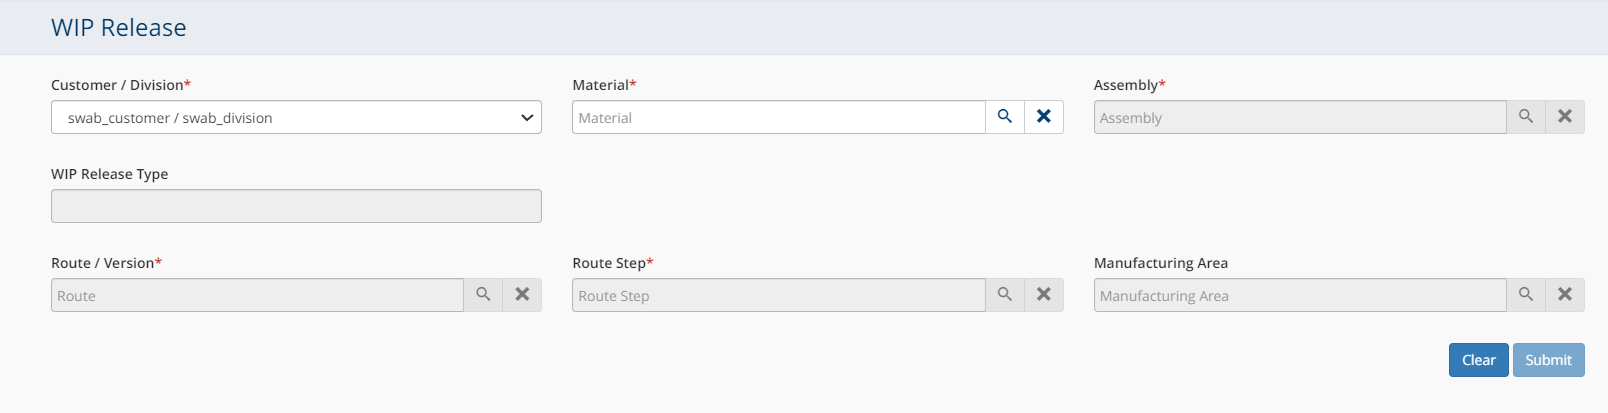 WIP Release
Customer / Division* Material* Assembly*
swab_customer / swab_division Material Assembly
WIP Release Type
Route / Version* Route Step* Manufacturing Area
Route Route Step Manufacturing Area
Clear Submit